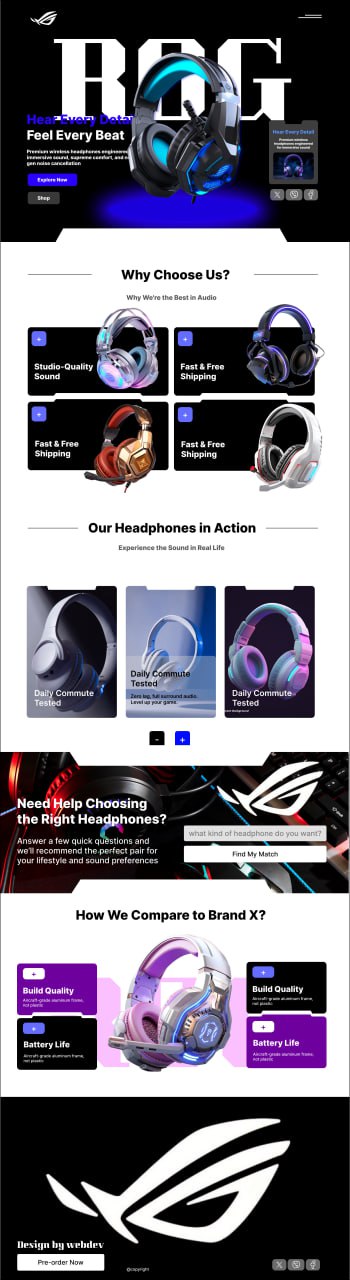 ROG
Hear Every Detail
Feel Every Beat
Premium wireless headphones engineered
immersive sound, supreme comfort, and
gen noise cancellation
Explore Now
Shop
Hear Every Detail
Premium wireless
headphones engineered
for immersive sound
Why Choose Us?
Why We're the Best in Audio
+
Studio-Quality
Sound
+
Fast & Free
Shipping
+
Fast & Free
Shipping
+
Fast & Free
Shipping
Our Headphones in Action
Experience the Sound in Real Life
Daily Commute
Tested
Daily Commute
Tested
Zero lag, full surround audio.
Level up your game.
Daily Commute
Tested
-
+
Need Help Choosing
the Right Headphones?
Answer a few quick questions and
we'll recommend the perfect pair for
your lifestyle and sound preferences
what kind of headphone do you want?
Find My Match
How We Compare to Brand X?
+
Build Quality
Aircraft-grade aluminum frame,
not plastic
+
Battery Life
Aircraft-grade aluminum frame,
not plastic.
+
Build Quality
Aircraft-grade aluminum frame,
not plastic.
+
Battery Life
Aircraft-grade aluminum frame,
not plastic.
Design by webdev
Pre-order Now
@copyright